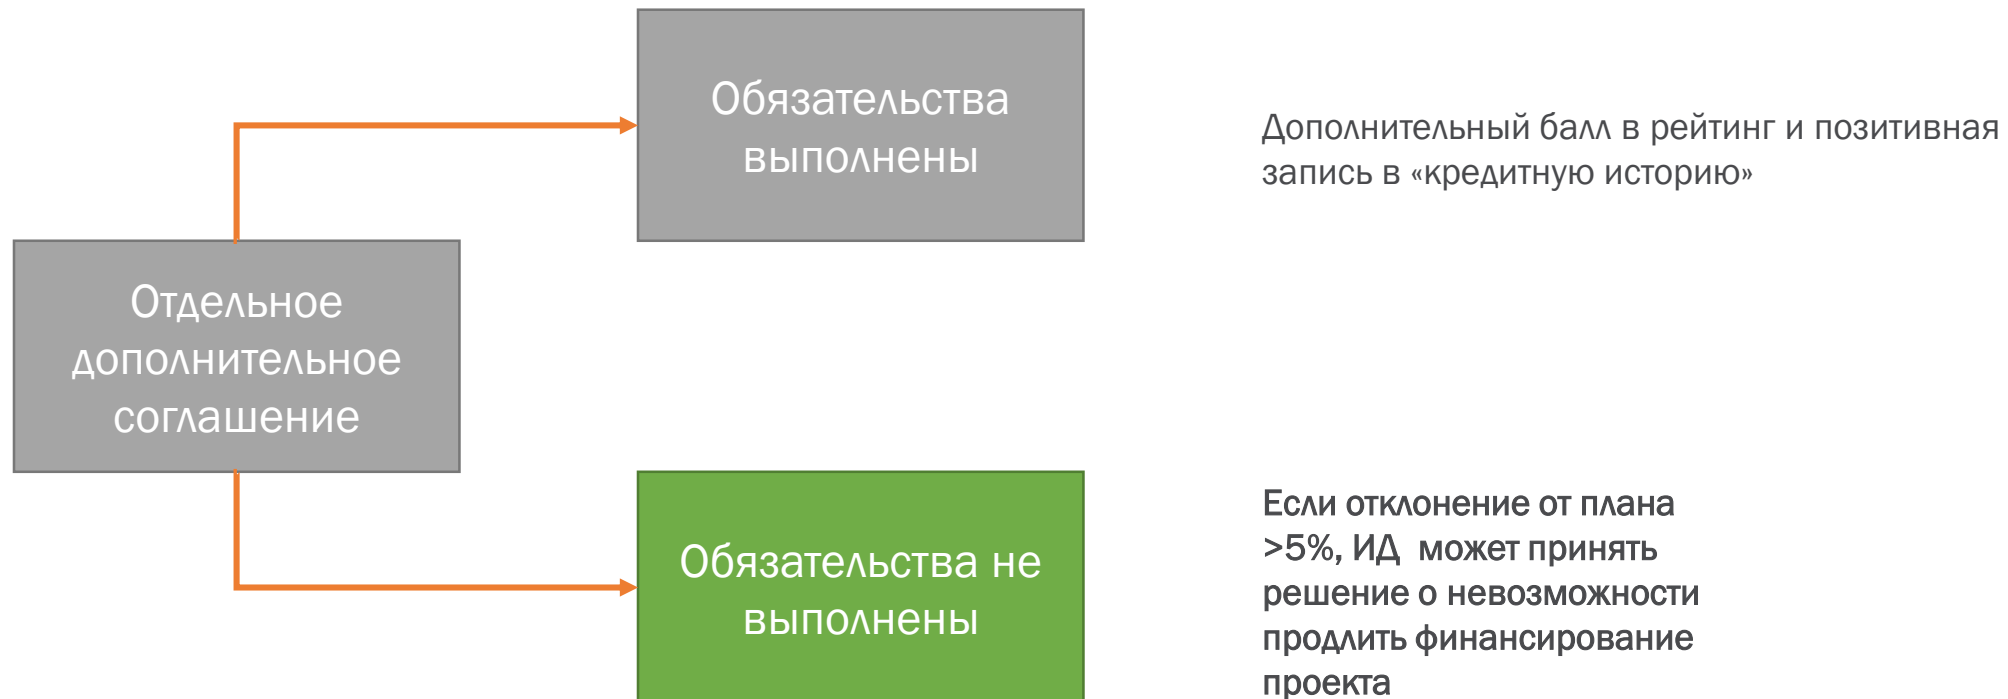 Обязательства
выполнены
Дополнительный балл в рейтинг и позитивная
запись в «кредитную историю»
Отдельное
дополнительное
соглашение
Обязательства не
выполнены
Если отклонение от плана
>5%, ИД может принять
решение о невозможности
продлить финансирование
проекта